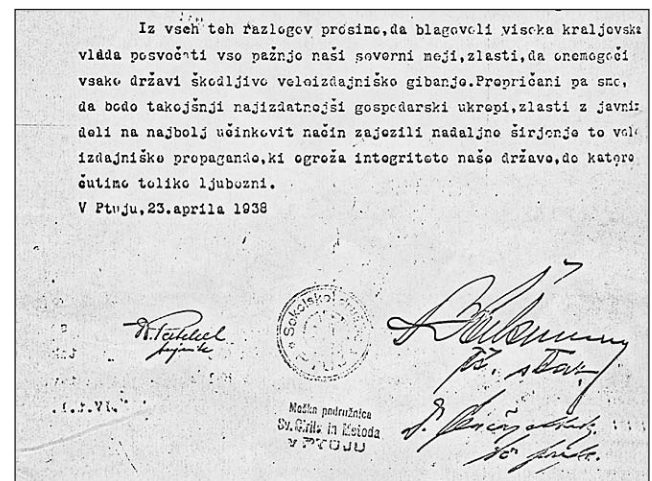 Iz vseh teh razlogov prosimo,da blagovoli visoka kraljevska
vlada posvečati vso pažnjo naši severni meji,zlasti,da onemogoči
vsako državi škodljivo veleizdajniško gibanje.Prepričani pa smo,
da bodo takojšnji najizdatnejši gospodarski ukrepi,zlasti z javnimi
deli na najbolj učinkovit način zajezili nadaljne širjenje te vele
izdajniške propagande,ki ogroža integriteto naše države,do katere
čutimo toliko ljubezni.
V Ptuju,23.aprila 1938
Sokolsko
Moška podružnica
Sv.Cirila in Metoda
V PTUJU